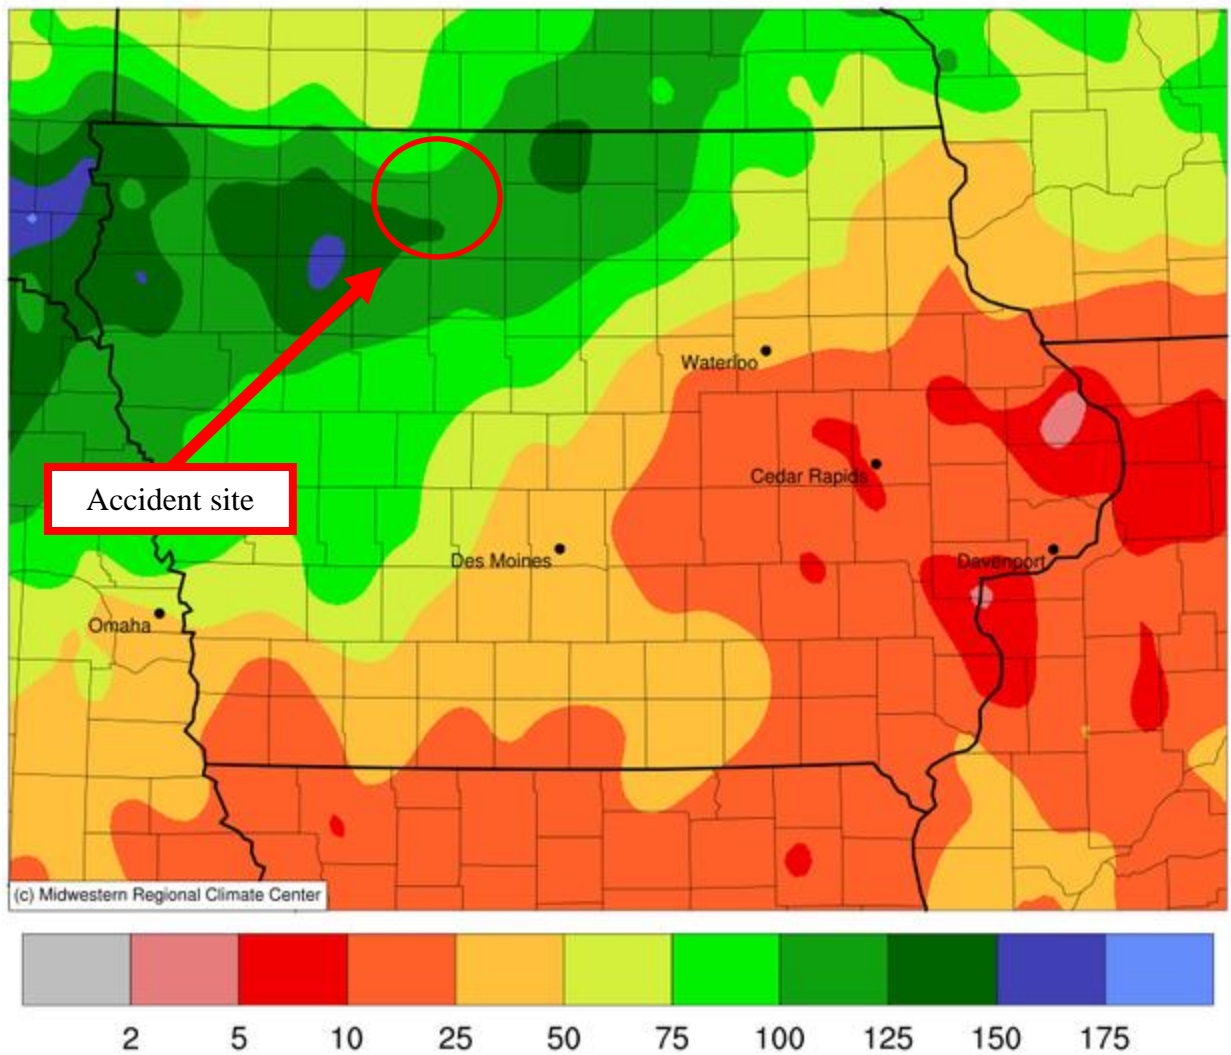 Waterloo
Cedar Rapids
Accident site
Des Moines
Davenport
Omaha
(c) Midwestern Regional Climate Center
2 5 10 25 50 75 100 125 150 175